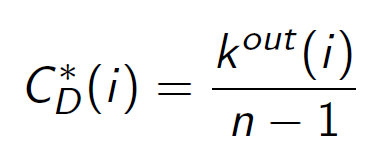 C*_D(i) = k^{out}(i) / (n − 1)